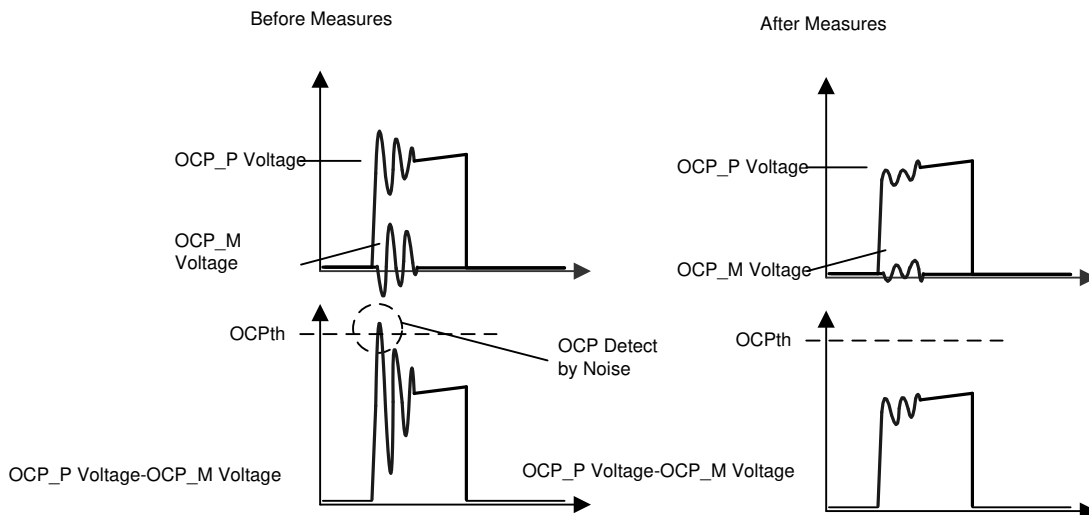 Before Measures
OCP_P Voltage
OCP_M
Voltage
OCPth
OCP Detect
by Noise
OCP_P Voltage-OCP_M Voltage
After Measures
OCP_P Voltage
OCP_M Voltage
OCPth
OCP_P Voltage-OCP_M Voltage